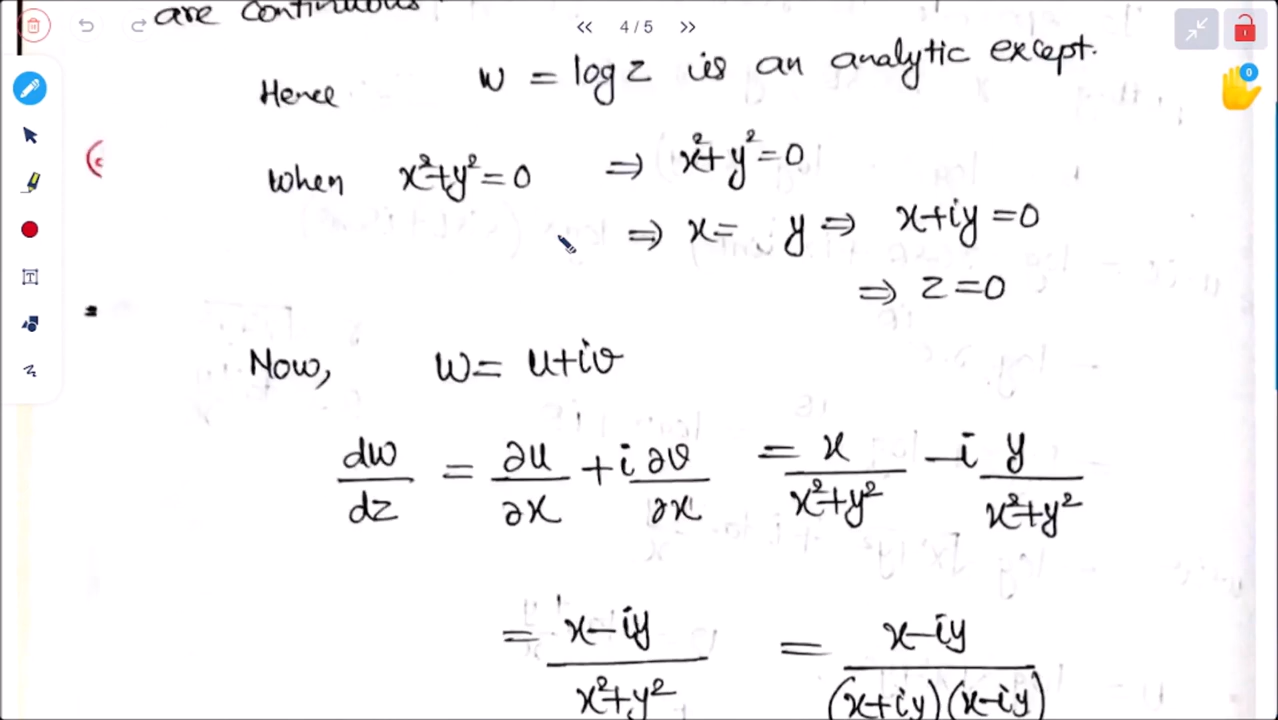 are continuous
4/5
Hence w = log z is an analytic except.
When x²+y²=0 ⇒ x²+y²=0
⇒ x= y ⇒ x+iy =0
⇒ z=0
Now, w= u+iv
dw/dz = ∂u/∂x + i ∂v/∂x = x/(x²+y²) - i y/(x²+y²)
= (x-iy)/(x²+y²) = (x-iy)/((x+iy)(x-iy))
0
T